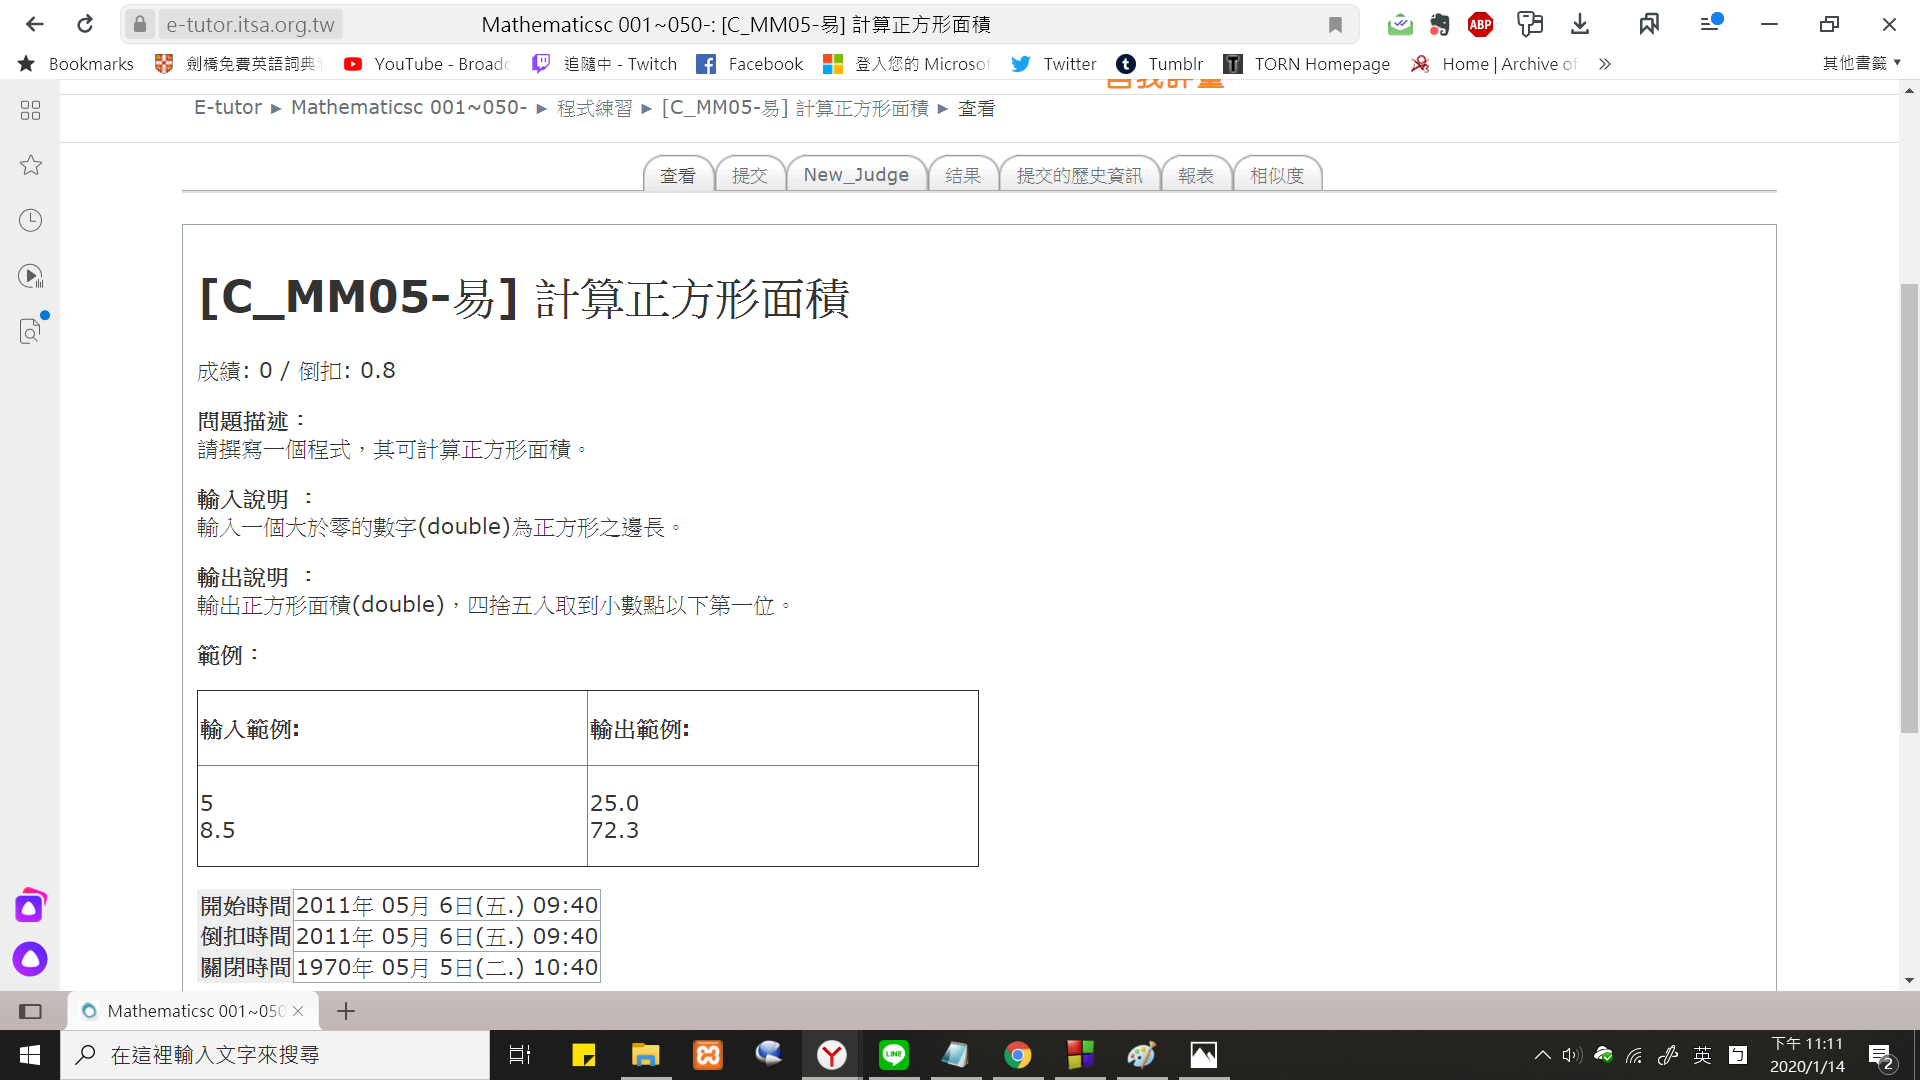 e-tutor.itsa.org.tw
Mathematicsc 001~050-: [C_MM05-易] 計算正方形面積
ABP
Bookmarks
劍橋免費英語詞典
YouTube - Broadc
追隨中 - Twitch
Facebook
登入您的 Microsof
Twitter
Tumblr
TORN Homepage
Home | Archive of
其他書籤
自我評量
E-tutor ► Mathematicsc 001~050- ► 程式練習 ► [C_MM05-易] 計算正方形面積 ► 查看
查看
提交
New_Judge
结果
提交的歷史資訊
報表
相似度
[C_MM05-易] 計算正方形面積
成績: 0 / 倒扣: 0.8
問題描述：
請撰寫一個程式，其可計算正方形面積。
輸入說明 ：
輸入一個大於零的數字(double)為正方形之邊長。
輸出說明 ：
輸出正方形面積(double)，四捨五入取到小數點以下第一位。
範例：
輸入範例: 輸出範例:
5 25.0
8.5 72.3
開始時間 2011年 05月 6日(五.) 09:40
倒扣時間 2011年 05月 6日(五.) 09:40
關閉時間 1970年 05月 5日(二.) 10:40
Mathematicsc 001~050
在這裡輸入文字來搜尋
LINE
英
下午 11:11
2020/1/14
2